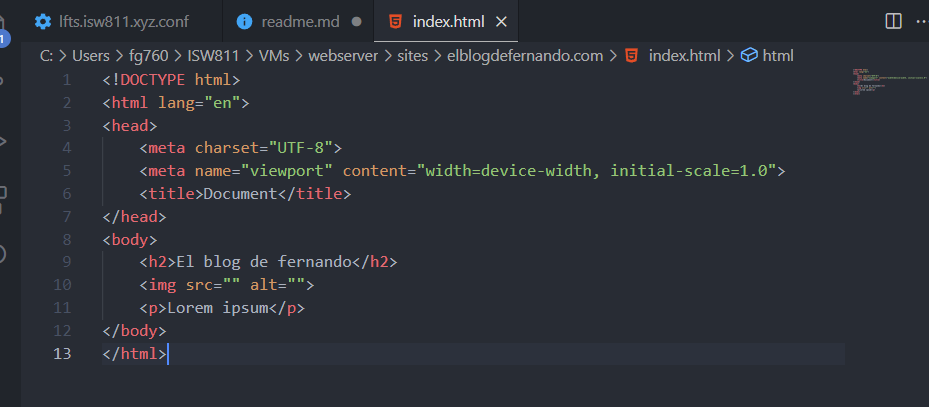 lfts.isw811.xyz.conf readme.md index.html
1
C: > Users > fg760 > ISW811 > VMs > webserver > sites > elblogdefernando.com > index.html > html
1 <!DOCTYPE html>
2 <html lang="en">
3 <head>
4 <meta charset="UTF-8">
5 <meta name="viewport" content="width=device-width, initial-scale=1.0">
6 <title>Document</title>
7 </head>
8 <body>
9 <h2>El blog de fernando</h2>
10 <img src="" alt="">
11 <p>Lorem ipsum</p>
12 </body>
13 </html>